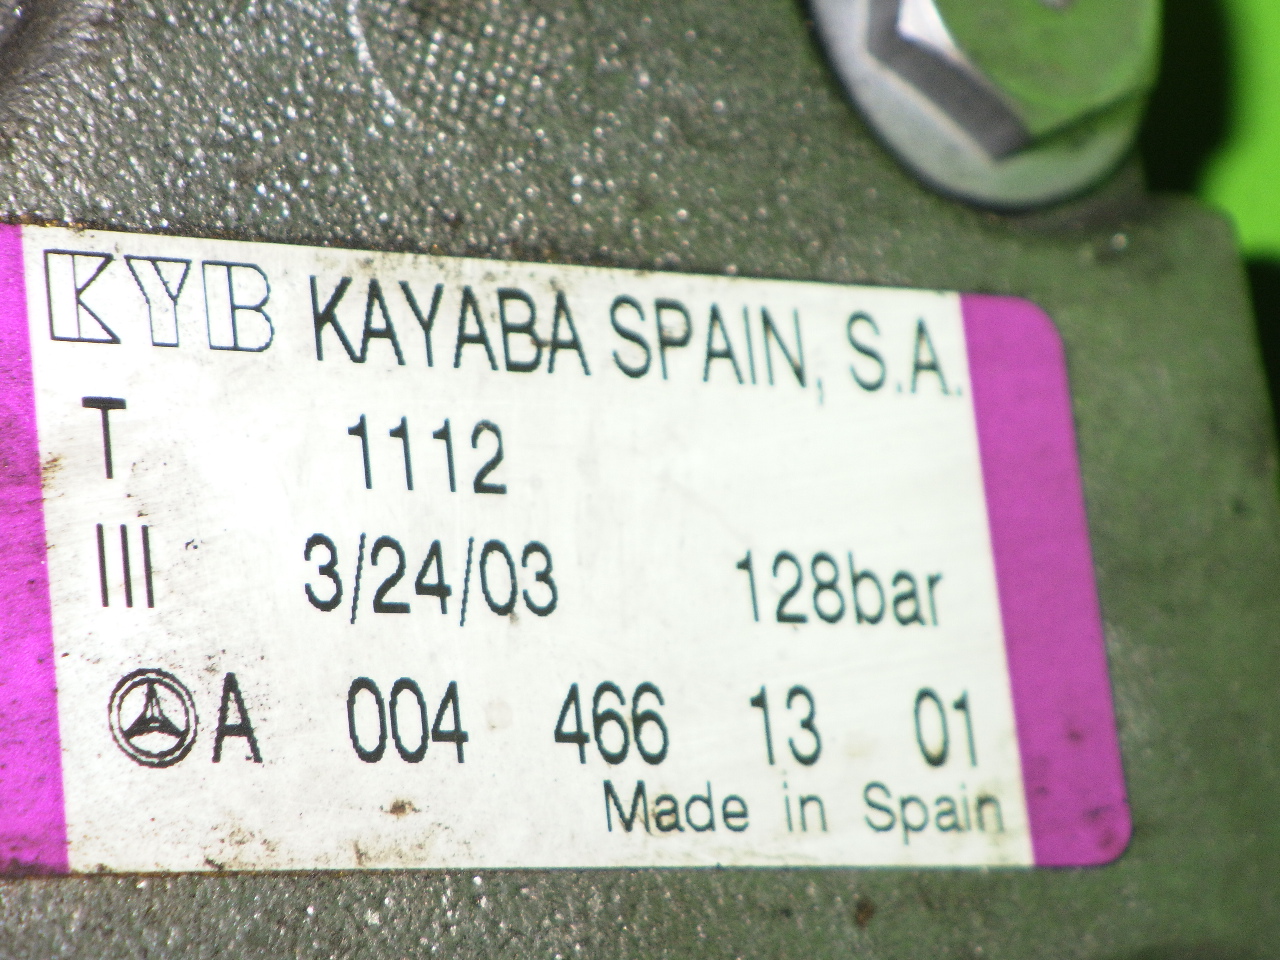 KYB KAYABA SPAIN, S.A.
T 1112
III 3/24/03 128bar
A 004 466 13 01
Made in Spain